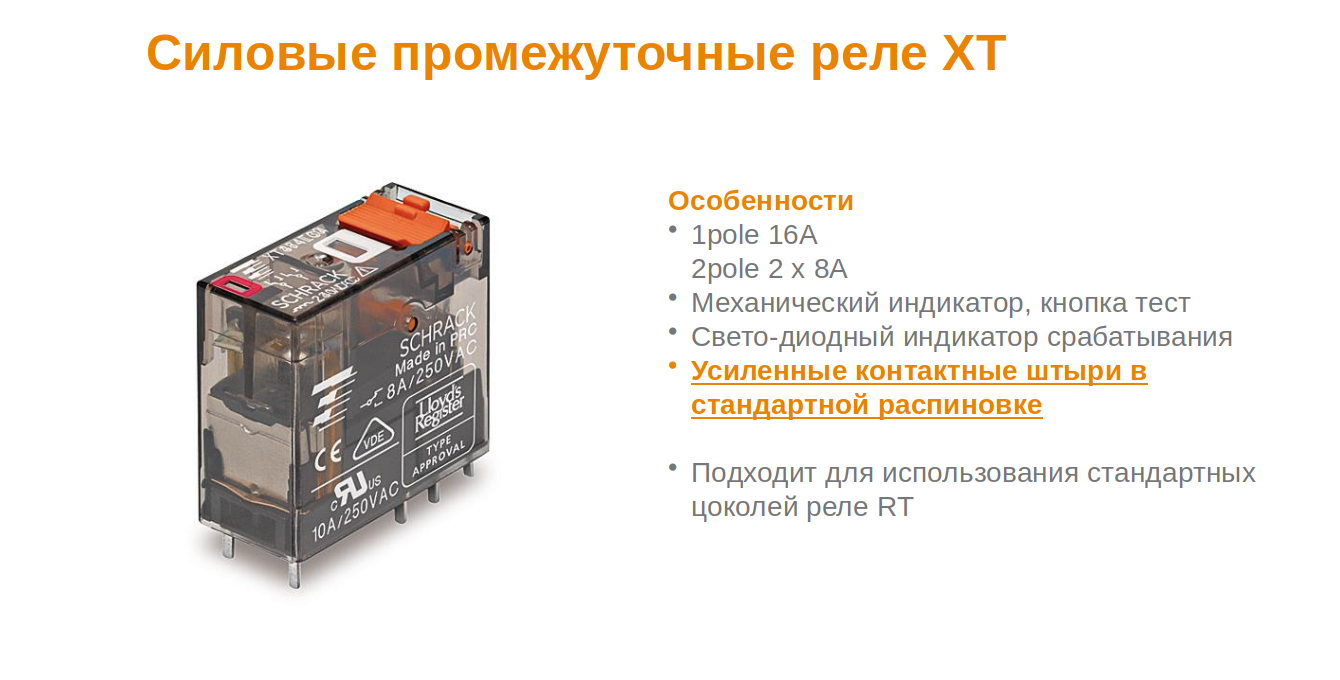 Силовые промежуточные реле XT
Особенности
1pole 16A
2pole 2 x 8A
Механический индикатор, кнопка тест
Свето-диодный индикатор срабатывания
Усиленные контактные штыри в
стандартной распиновке
Подходит для использования стандартных
цоколей реле RT
SCHRACK
SCHRACK
Made in PRC
8A/250VAC
Lloyd's
Register
TYPE
APPROVAL
CE
VDE
c RU US
10A/250VAC